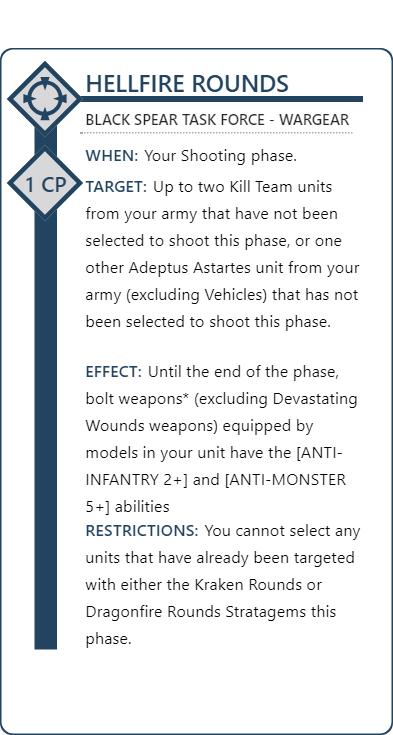 HELLFIRE ROUNDS
BLACK SPEAR TASK FORCE - WARGEAR
WHEN: Your Shooting phase.
1 CP
TARGET: Up to two Kill Team units
from your army that have not been
selected to shoot this phase, or one
other Adeptus Astartes unit from your
army (excluding Vehicles) that has not
been selected to shoot this phase.
EFFECT: Until the end of the phase,
bolt weapons* (excluding Devastating
Wounds weapons) equipped by
models in your unit have the [ANTI-
INFANTRY 2+] and [ANTI-MONSTER
5+] abilities
RESTRICTIONS: You cannot select any
units that have already been targeted
with either the Kraken Rounds or
Dragonfire Rounds Stratagems this
phase.